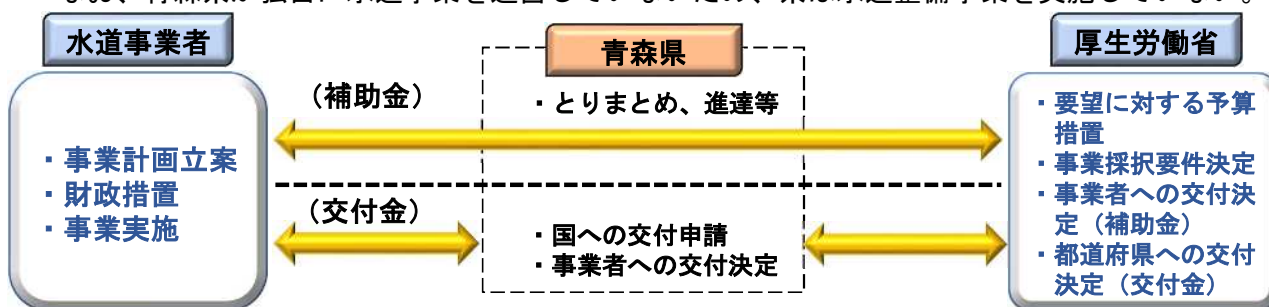 水道事業者
・事業計画立案
・財政措置
・事業実施
(補助金)
(交付金)
青森県
・とりまとめ、進達等
・国への交付申請
・事業者への交付決定
厚生労働省
・要望に対する予算
措置
・事業採択要件決定
・事業者への交付決
定(補助金)
・都道府県への交付
決定(交付金)